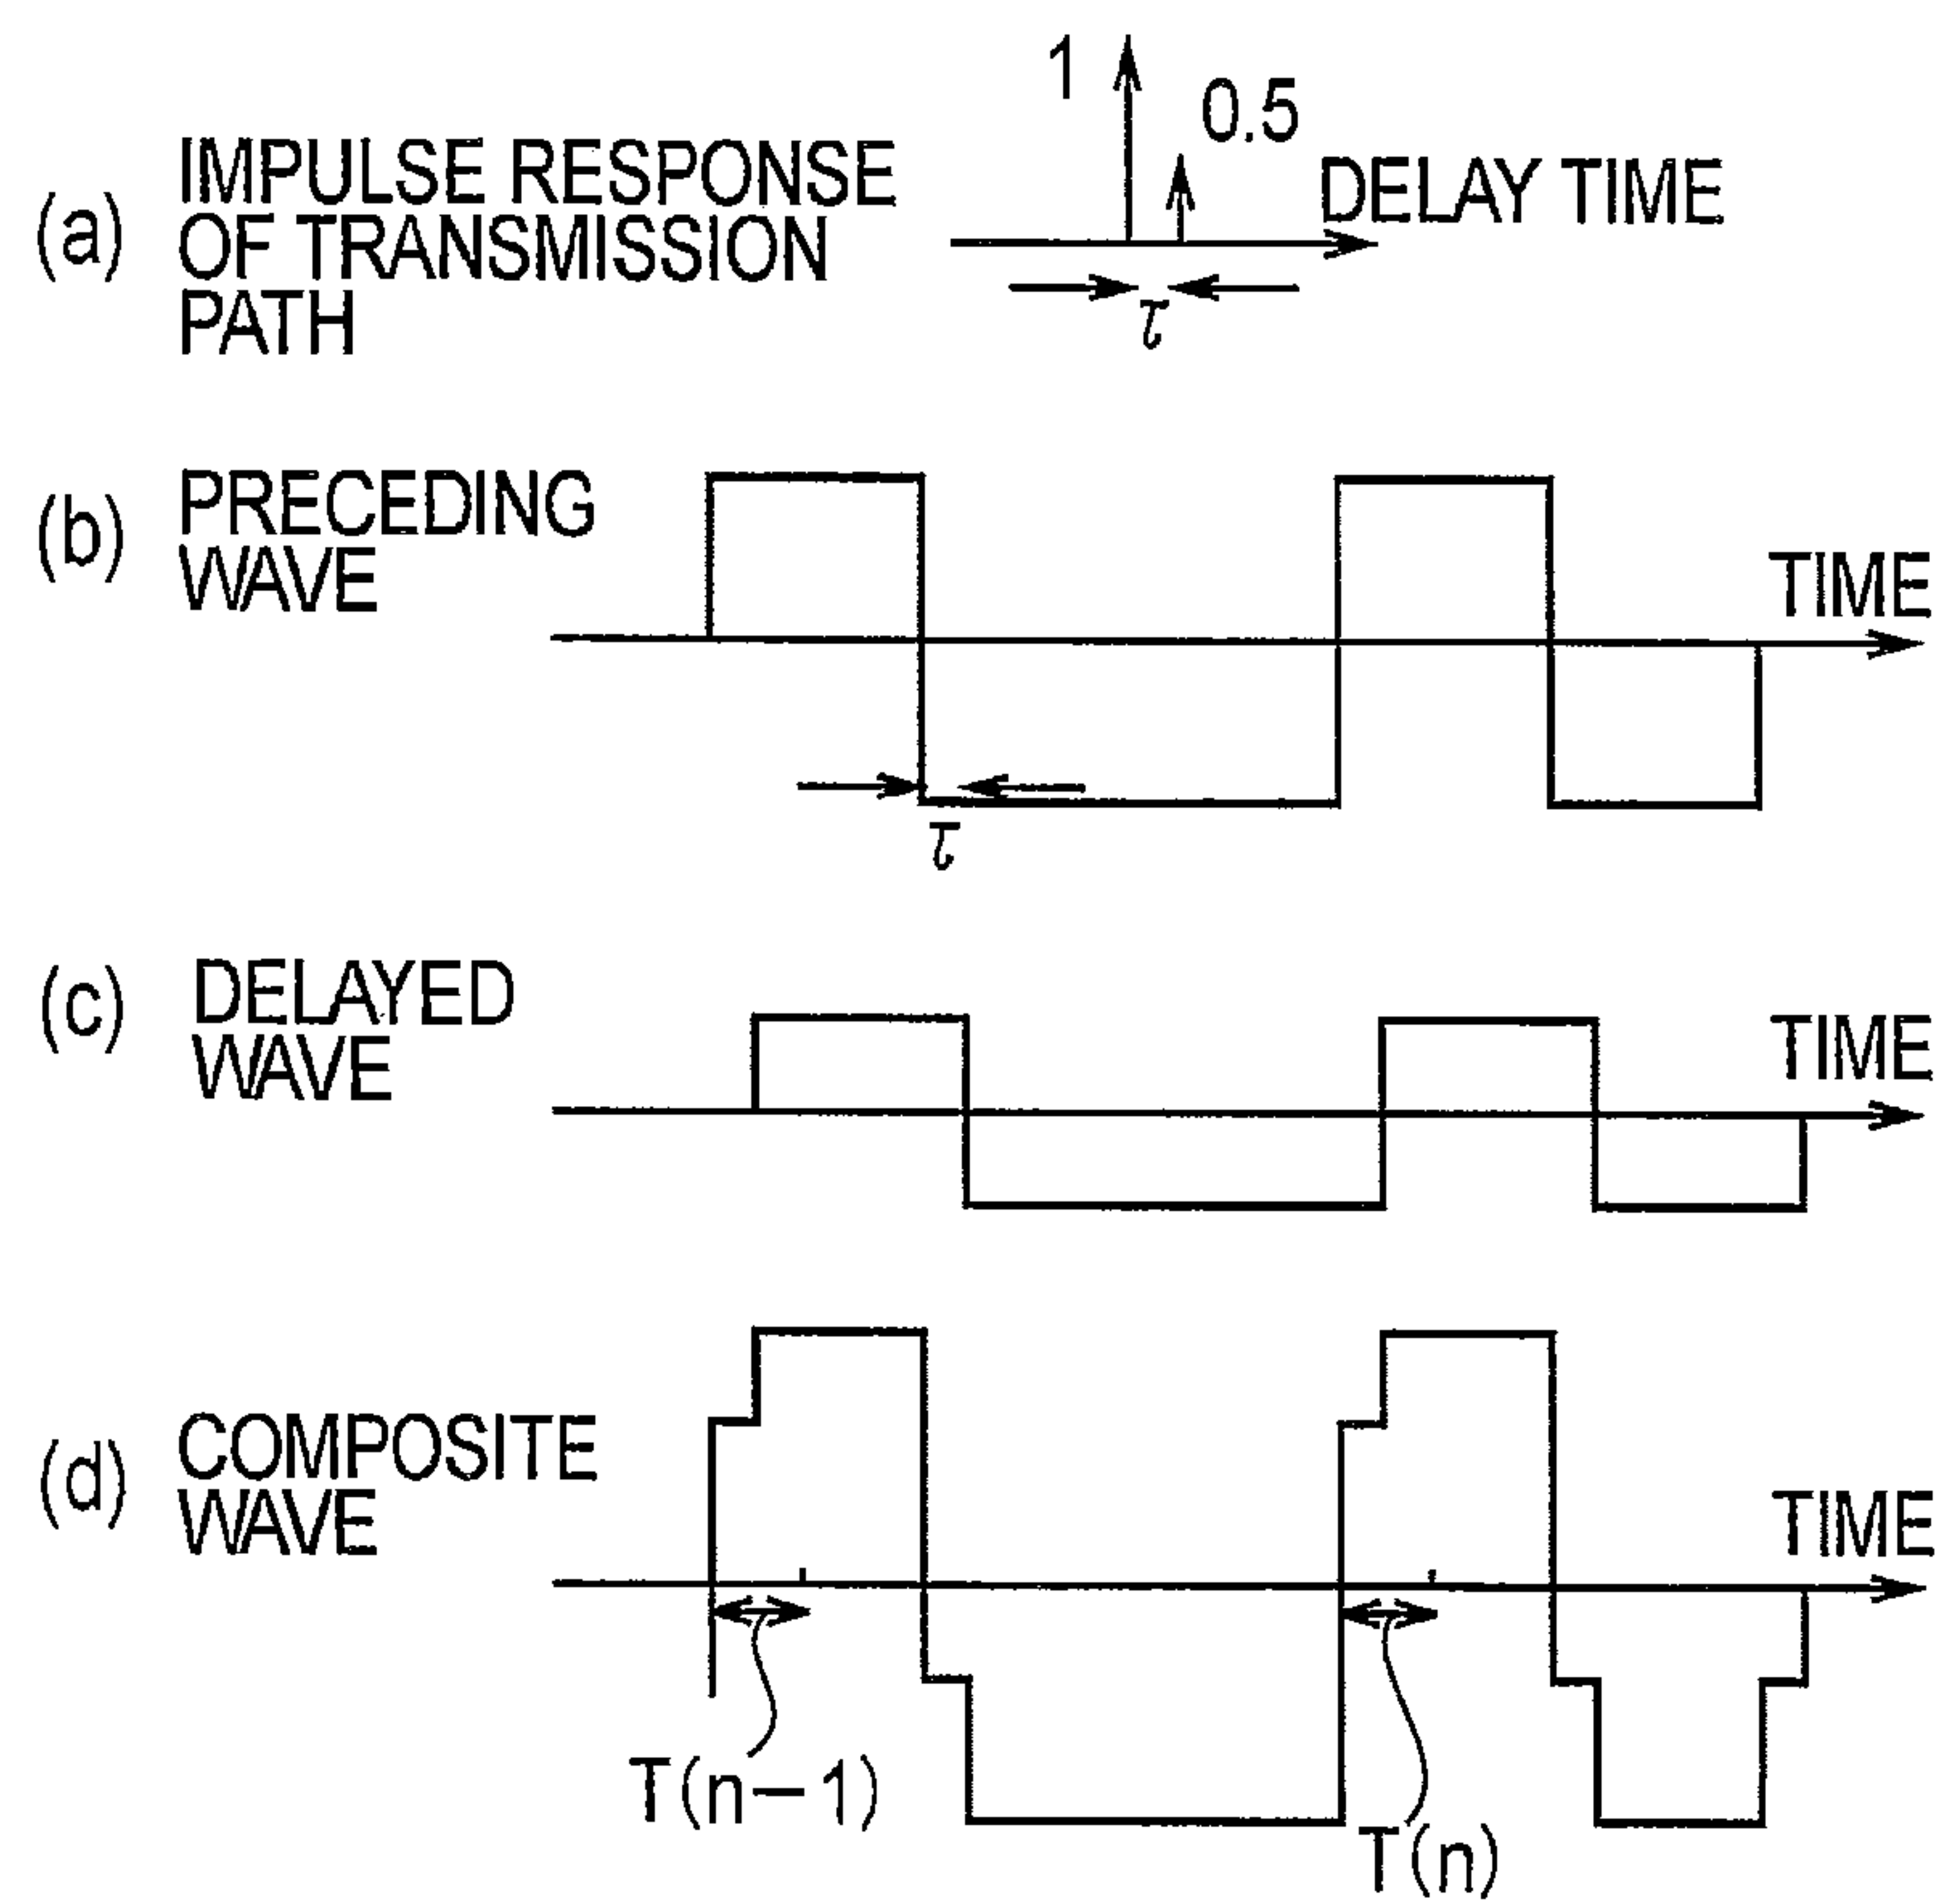 (a) IMPULSE RESPONSE
OF TRANSMISSION
PATH
1
0.5
DELAY TIME
τ
(b) PRECEDING
WAVE
TIME
τ
(c) DELAYED
WAVE
TIME
(d) COMPOSITE
WAVE
TIME
T(n−1)
T(n)